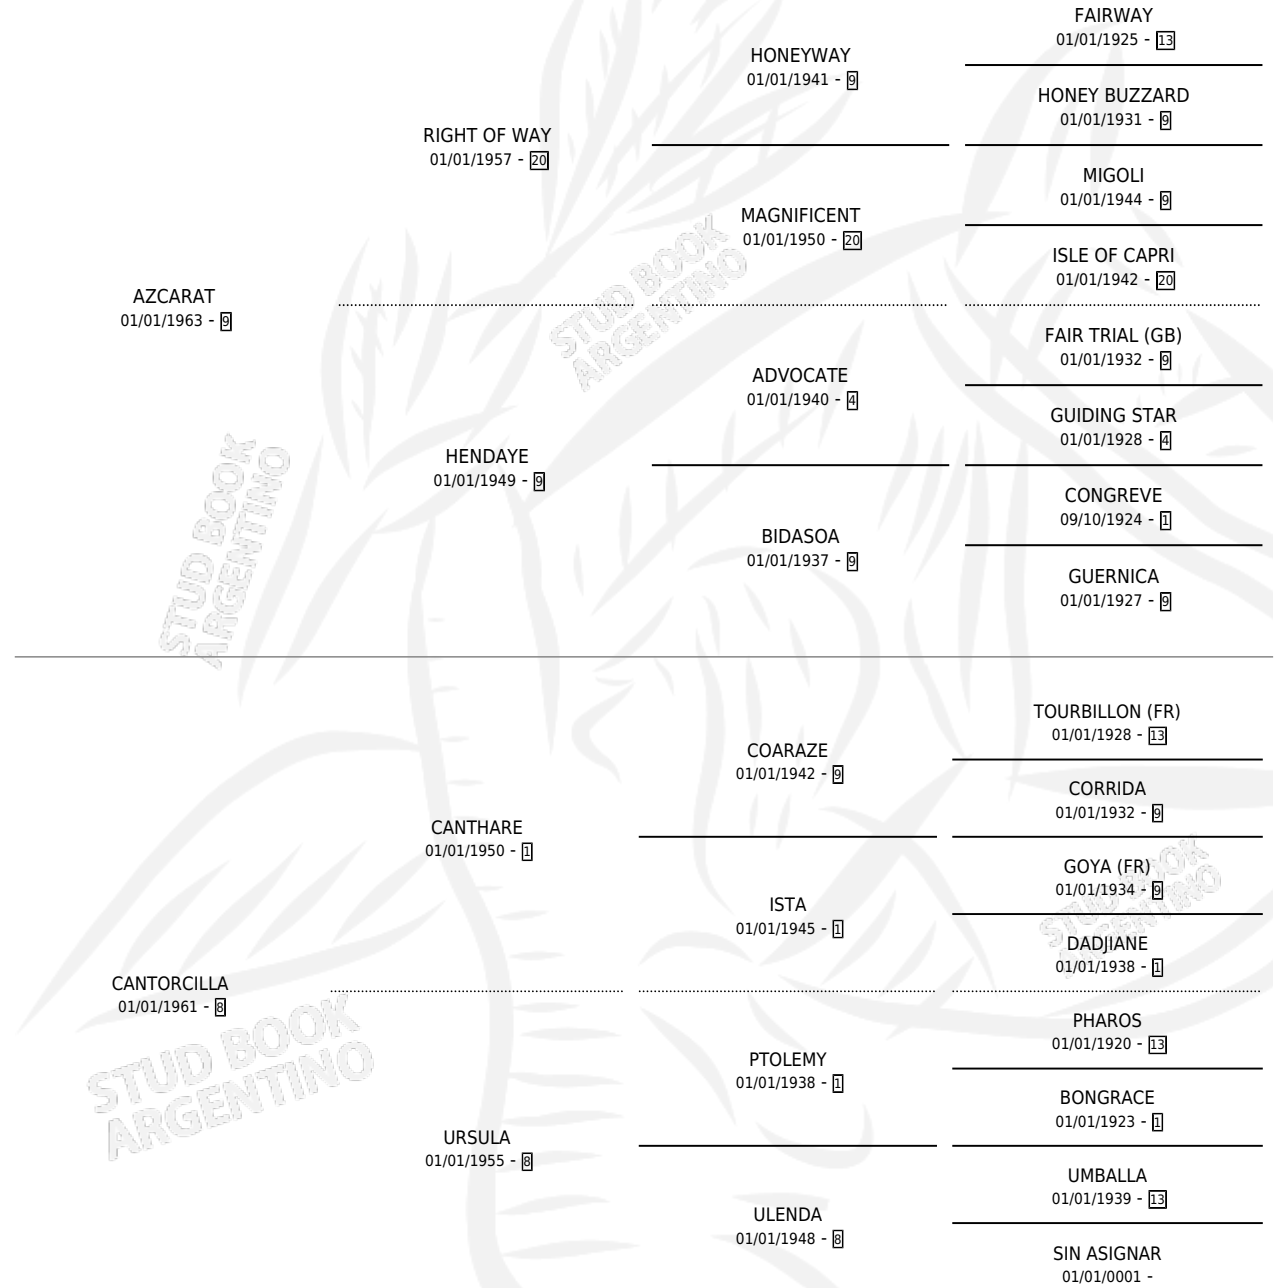 FAIRWAY
01/01/1925 - 13
HONEYWAY
01/01/1941 - 9
HONEY BUZZARD
01/01/1931 - 9
RIGHT OF WAY
01/01/1957 - 20
MIGOLI
01/01/1944 - 9
MAGNIFICENT
01/01/1950 - 20
ISLE OF CAPRI
01/01/1942 - 20
AZCARAT
01/01/1963 - 9
FAIR TRIAL (GB)
01/01/1932 - 9
ADVOCATE
01/01/1940 - 4
GUIDING STAR
01/01/1928 - 4
HENDAYE
01/01/1949 - 9
CONGREVE
09/10/1924 - 1
BIDASOA
01/01/1937 - 9
GUERNICA
01/01/1927 - 9
TOURBILLON (FR)
01/01/1928 - 13
COARAZE
01/01/1942 - 9
CORRIDA
01/01/1932 - 9
CANTHARE
01/01/1950 - 1
GOYA (FR)
01/01/1934 - 9
ISTA
01/01/1945 - 1
DADJIANE
01/01/1938 - 1
CANTORCILLA
01/01/1961 - 8
PHAROS
01/01/1920 - 13
PTOLEMY
01/01/1938 - 1
BONGRACE
01/01/1923 - 1
URSULA
01/01/1955 - 8
UMBALLA
01/01/1939 - 13
ULENDA
01/01/1948 - 8
SIN ASIGNAR
01/01/0001 -
STUD BOOK
ARGENTINO
STUD BOOK
ARGENTINO
STUD BOOK
ARGENTINO
STUD BOOK
ARGENTINO